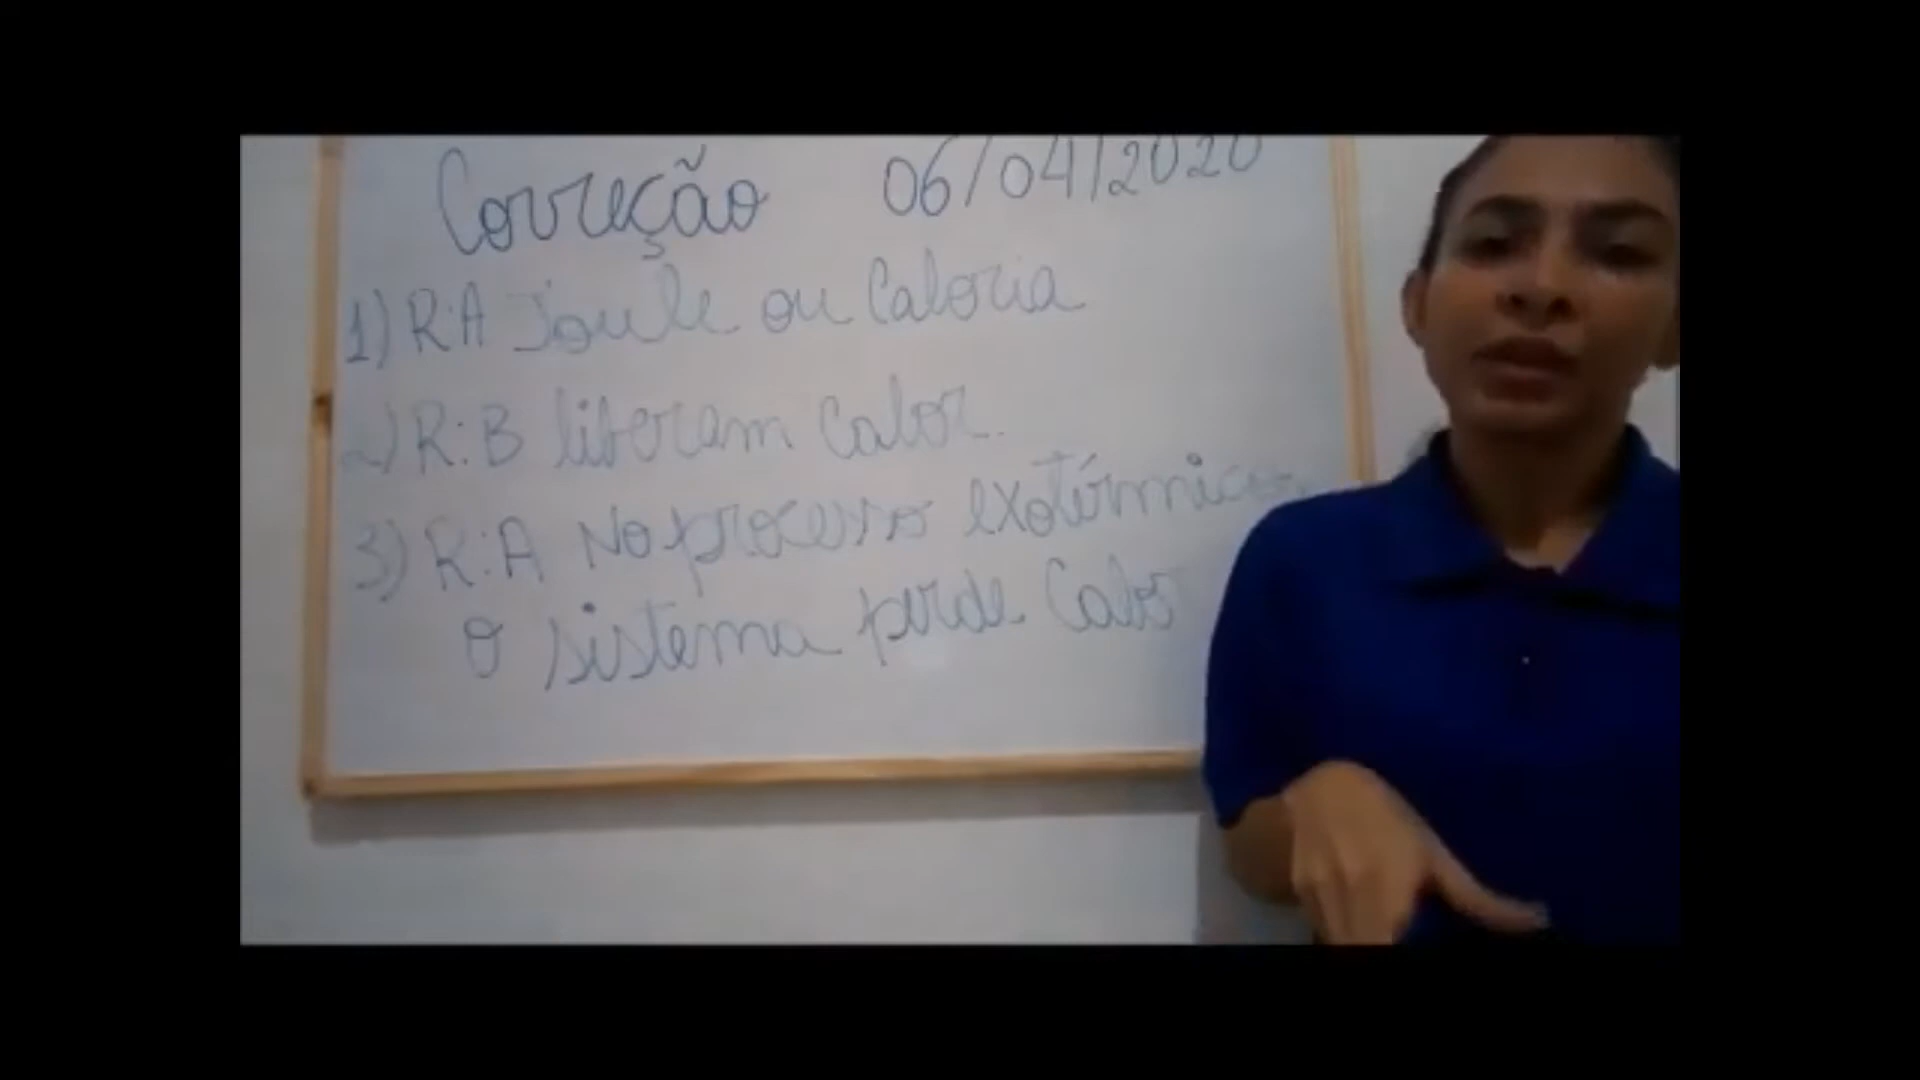 Correção 06/04/2020
1) R:A Joule ou Caloria
2) R:B liberam Calor.
3) R:A No processo exotérmico
o sistema perde Calor